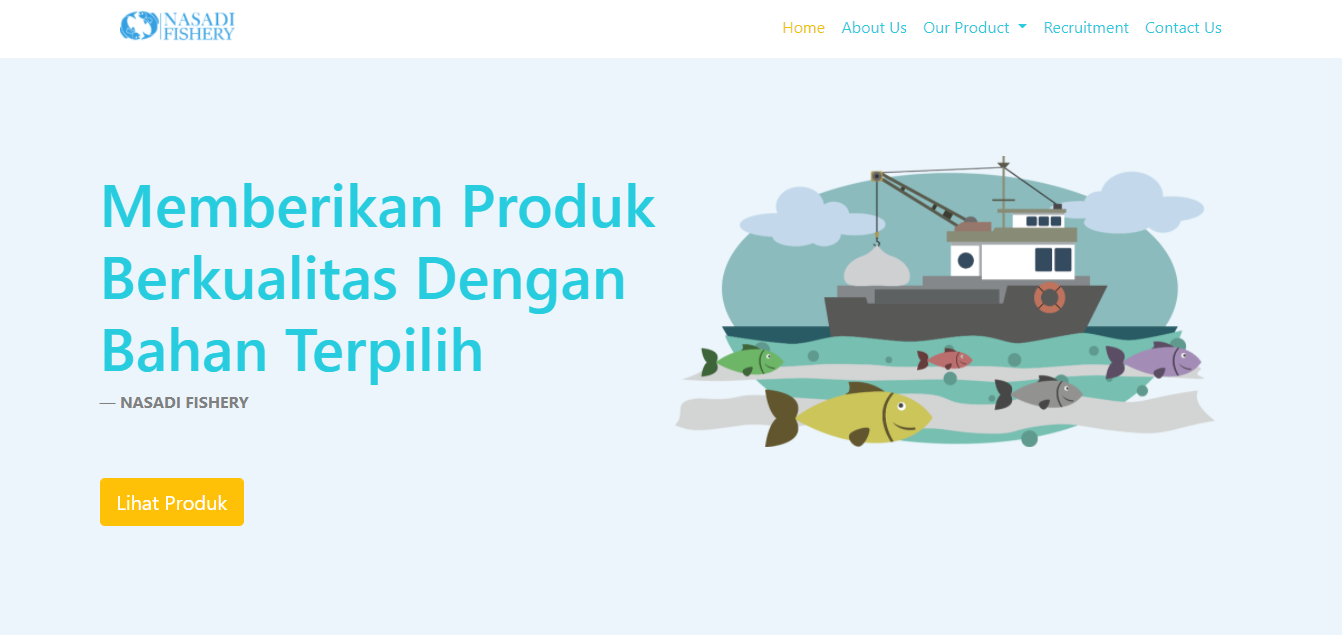 NASADI
FISHERY
Home About Us Our Product Recruitment Contact Us
Memberikan Produk
Berkualitas Dengan
Bahan Terpilih
— NASADI FISHERY
Lihat Produk